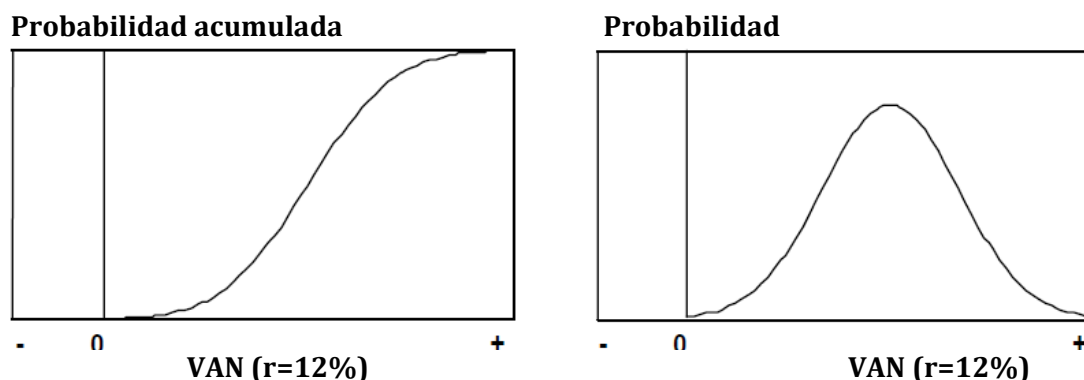 Probabilidad acumulada
Probabilidad
- 0 +
- 0 +
VAN (r=12%)
VAN (r=12%)